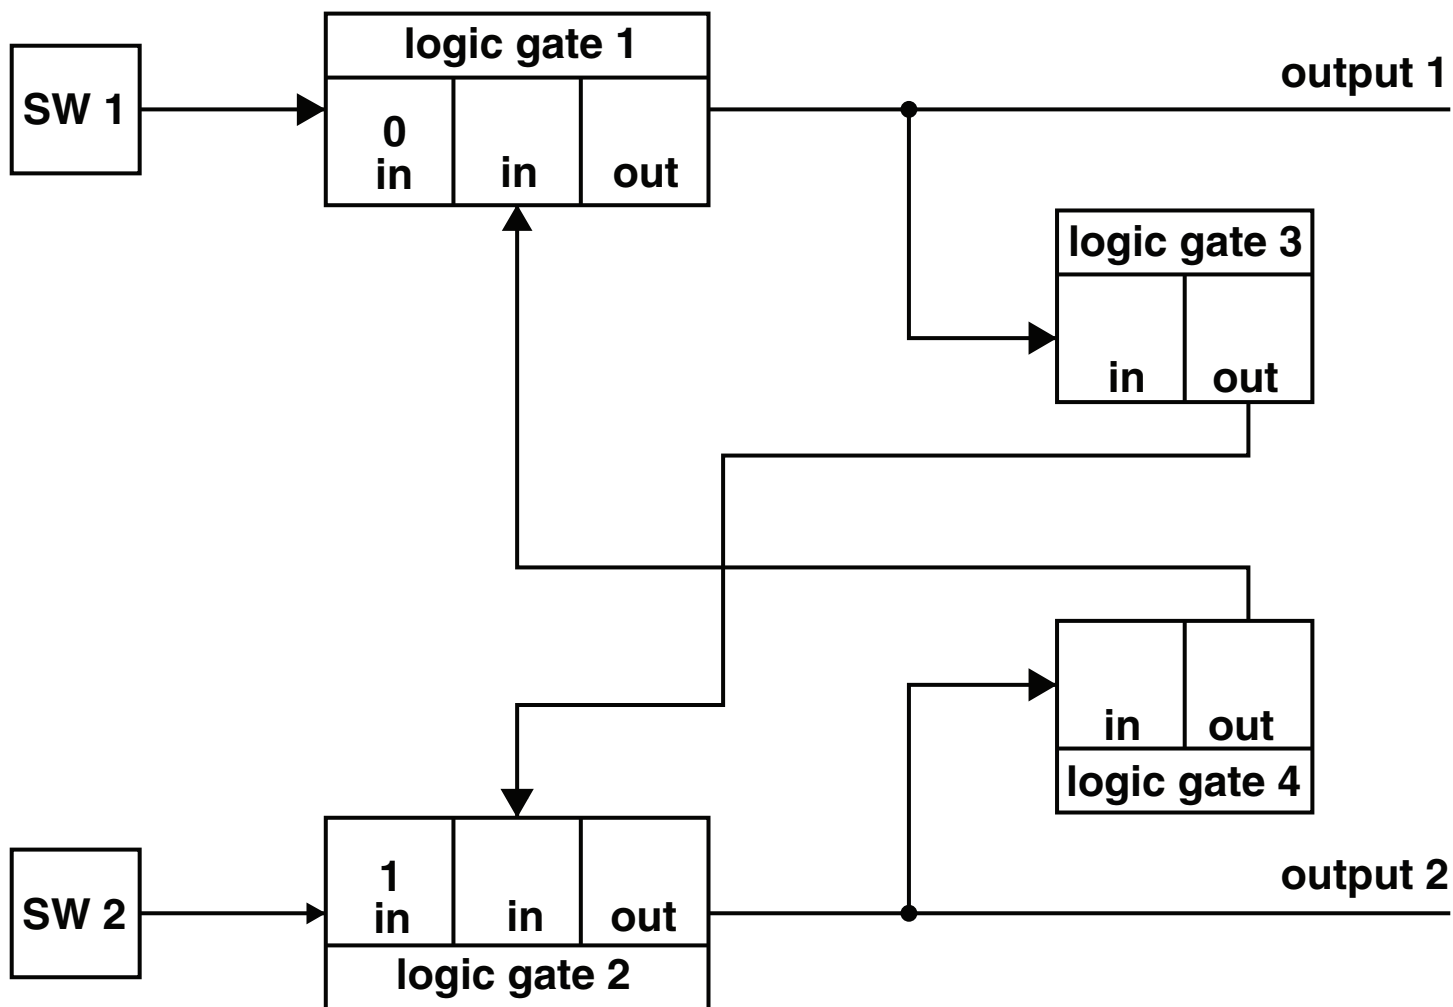 logic gate 1
SW 1
0
in
in
out
output 1
logic gate 3
in
out
in
out
logic gate 4
SW 2
1
in
in
out
logic gate 2
output 2